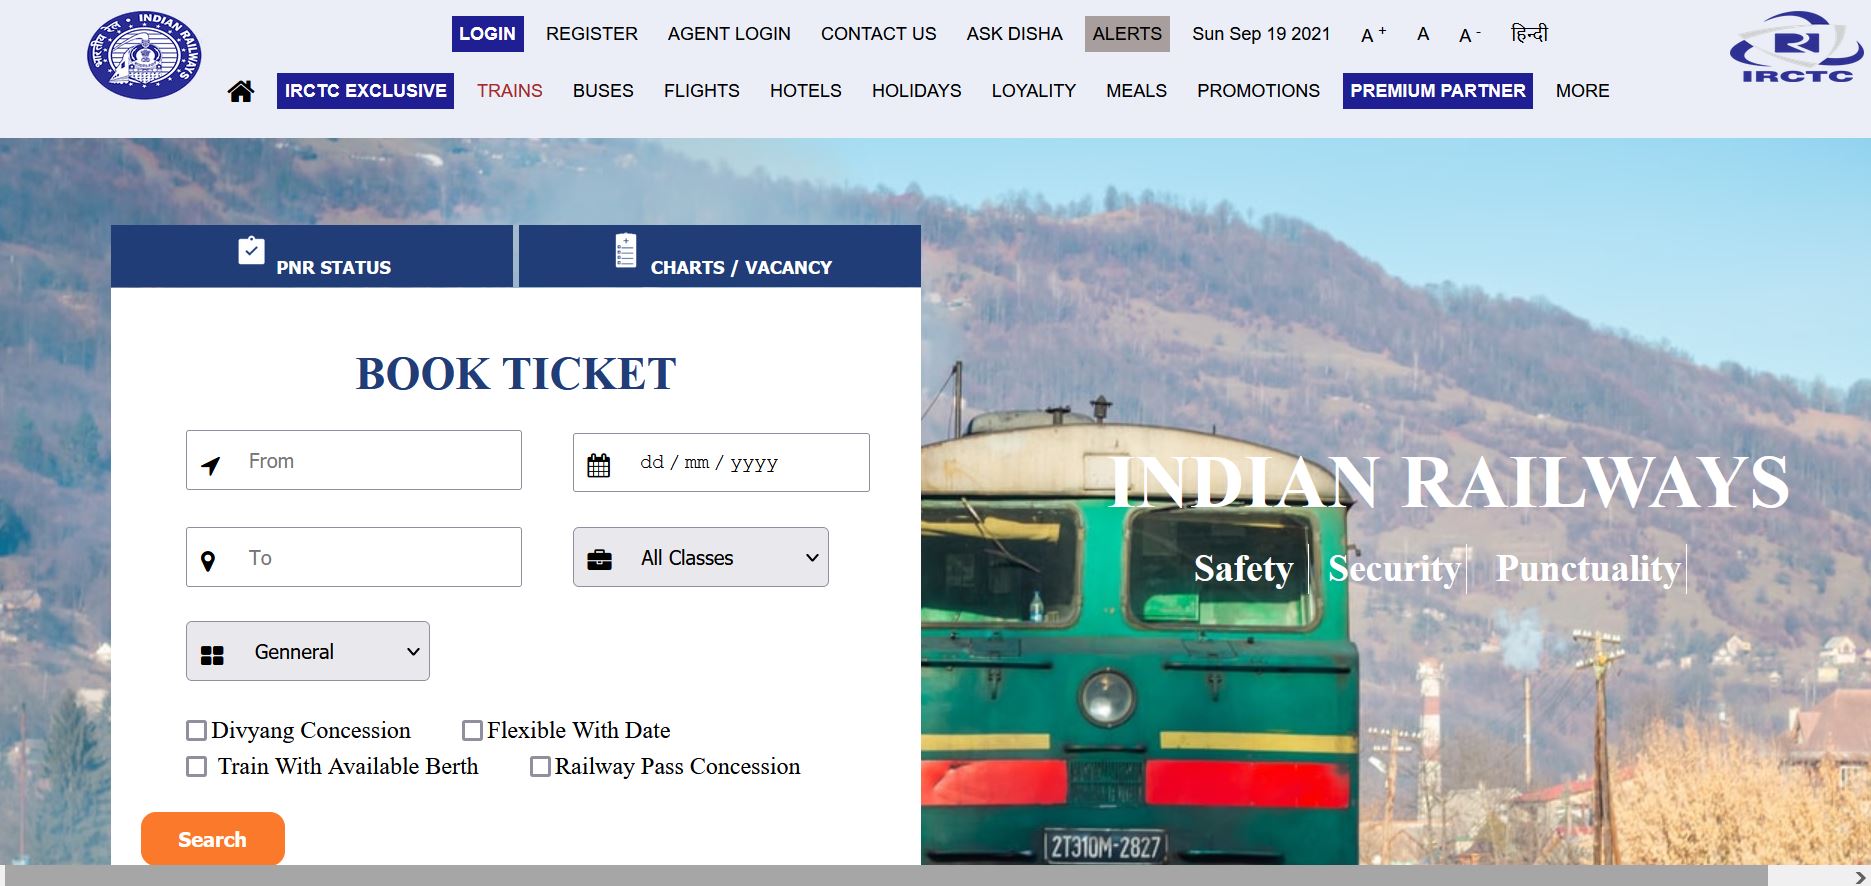 INDIAN RAILWAYS
भारतीय रेल
LOGIN REGISTER AGENT LOGIN CONTACT US ASK DISHA ALERTS Sun Sep 19 2021 A + A A - हिन्दी
IRCTC
IRCTC EXCLUSIVE TRAINS BUSES FLIGHTS HOTELS HOLIDAYS LOYALITY MEALS PROMOTIONS PREMIUM PARTNER MORE
PNR STATUS CHARTS / VACANCY
BOOK TICKET
From dd / mm / yyyy
To All Classes
Genneral
Divyang Concession Flexible With Date
Train With Available Berth Railway Pass Concession
Search
INDIAN RAILWAYS
Safety Security Punctuality
2T310M-2827